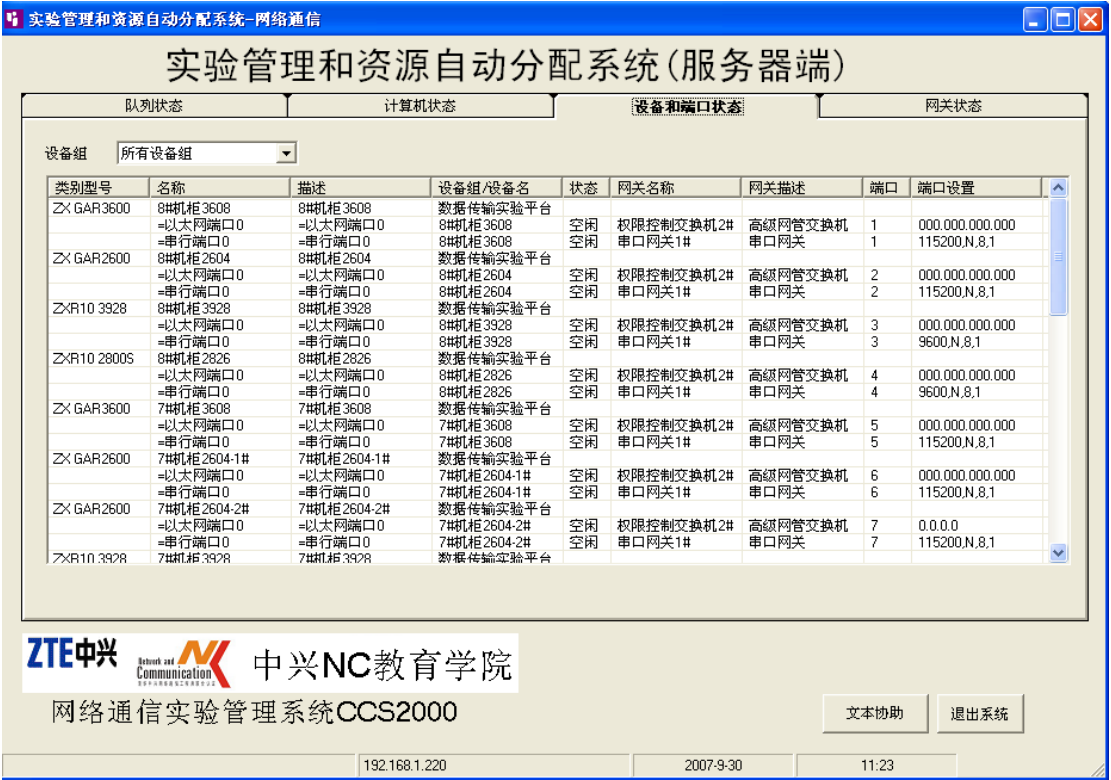 实验管理和资源自动分配系统-网络通信
实验管理和资源自动分配系统(服务器端)
队列状态 计算机状态 设备和端口状态 网关状态
设备组 所有设备组
类别型号 名称 描述 设备组/设备名 状态 网关名称 网关描述 端口 端口设置
ZX GAR3600 8#机柜3608 8#机柜3608 数据传输实验平台
=以太网端口0 =以太网端口0 8#机柜3608 空闲 权限控制交换机2# 高级网管交换机 1 000.000.000.000
=串行端口0 =串行端口0 8#机柜3608 空闲 串口网关1# 串口网关 1 115200,N,8,1
ZX GAR2600 8#机柜2604 8#机柜2604 数据传输实验平台
=以太网端口0 =以太网端口0 8#机柜2604 空闲 权限控制交换机2# 高级网管交换机 2 000.000.000.000
=串行端口0 =串行端口0 8#机柜2604 空闲 串口网关1# 串口网关 2 115200,N,8,1
ZXR10 3928 8#机柜3928 8#机柜3928 数据传输实验平台
=以太网端口0 =以太网端口0 8#机柜3928 空闲 权限控制交换机2# 高级网管交换机 3 000.000.000.000
=串行端口0 =串行端口0 8#机柜3928 空闲 串口网关1# 串口网关 3 9600,N,8,1
ZXR10 2800S 8#机柜2826 8#机柜2826 数据传输实验平台
=以太网端口0 =以太网端口0 8#机柜2826 空闲 权限控制交换机2# 高级网管交换机 4 000.000.000.000
=串行端口0 =串行端口0 8#机柜2826 空闲 串口网关1# 串口网关 4 9600,N,8,1
ZX GAR3600 7#机柜3608 7#机柜3608 数据传输实验平台
=以太网端口0 =以太网端口0 7#机柜3608 空闲 权限控制交换机2# 高级网管交换机 5 000.000.000.000
=串行端口0 =串行端口0 7#机柜3608 空闲 串口网关1# 串口网关 5 115200,N,8,1
ZX GAR2600 7#机柜2604-1# 7#机柜2604-1# 数据传输实验平台
=以太网端口0 =以太网端口0 7#机柜2604-1# 空闲 权限控制交换机2# 高级网管交换机 6 000.000.000.000
=串行端口0 =串行端口0 7#机柜2604-1# 空闲 串口网关1# 串口网关 6 115200,N,8,1
ZX GAR2600 7#机柜2604-2# 7#机柜2604-2# 数据传输实验平台
=以太网端口0 =以太网端口0 7#机柜2604-2# 空闲 权限控制交换机2# 高级网管交换机 7 0.0.0.0
=串行端口0 =串行端口0 7#机柜2604-2# 空闲 串口网关1# 串口网关 7 115200,N,8,1
ZXR10 3928 7#机柜3928 7#机柜3928 数据传输实验平台
ZTE中兴 Network and Communication 中兴NC教育学院
网络通信实验管理系统CCS2000
文本协助 退出系统
192.168.1.220 2007-9-30 11:23